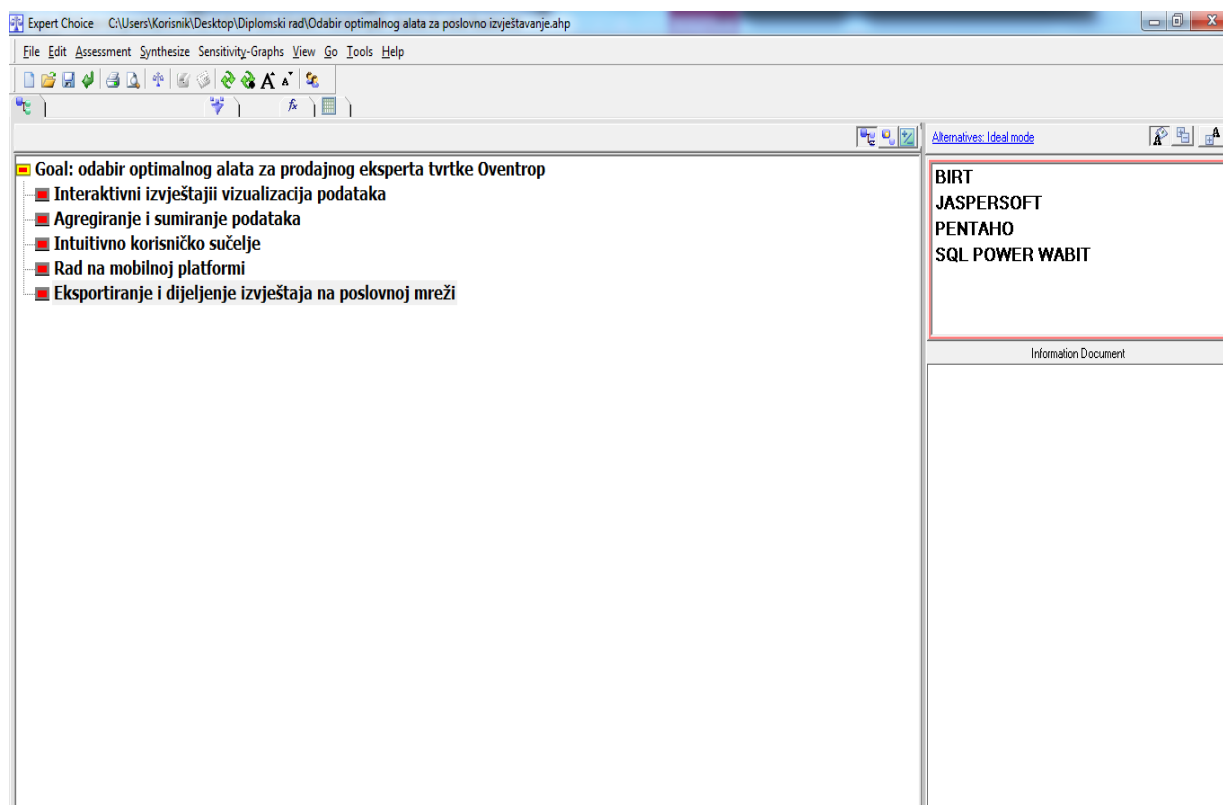 Expert Choice C:\Users\Korisnik\Desktop\Diplomski rad\Odabir optimalnog alata za poslovno izvještavanje.ahp
File Edit Assessment Synthesize Sensitivity-Graphs View Go Tools Help
Alternatives: Ideal mode
Goal: odabir optimalnog alata za prodajnog eksperta tvrtke Oventrop
Interaktivni izvještajii vizualizacija podataka
Agregiranje i sumiranje podataka
Intuitivno korisničko sučelje
Rad na mobilnoj platformi
Eksportiranje i dijeljenje izvještaja na poslovnoj mreži
BIRT
JASPERSOFT
PENTAHO
SQL POWER WABIT
Information Document